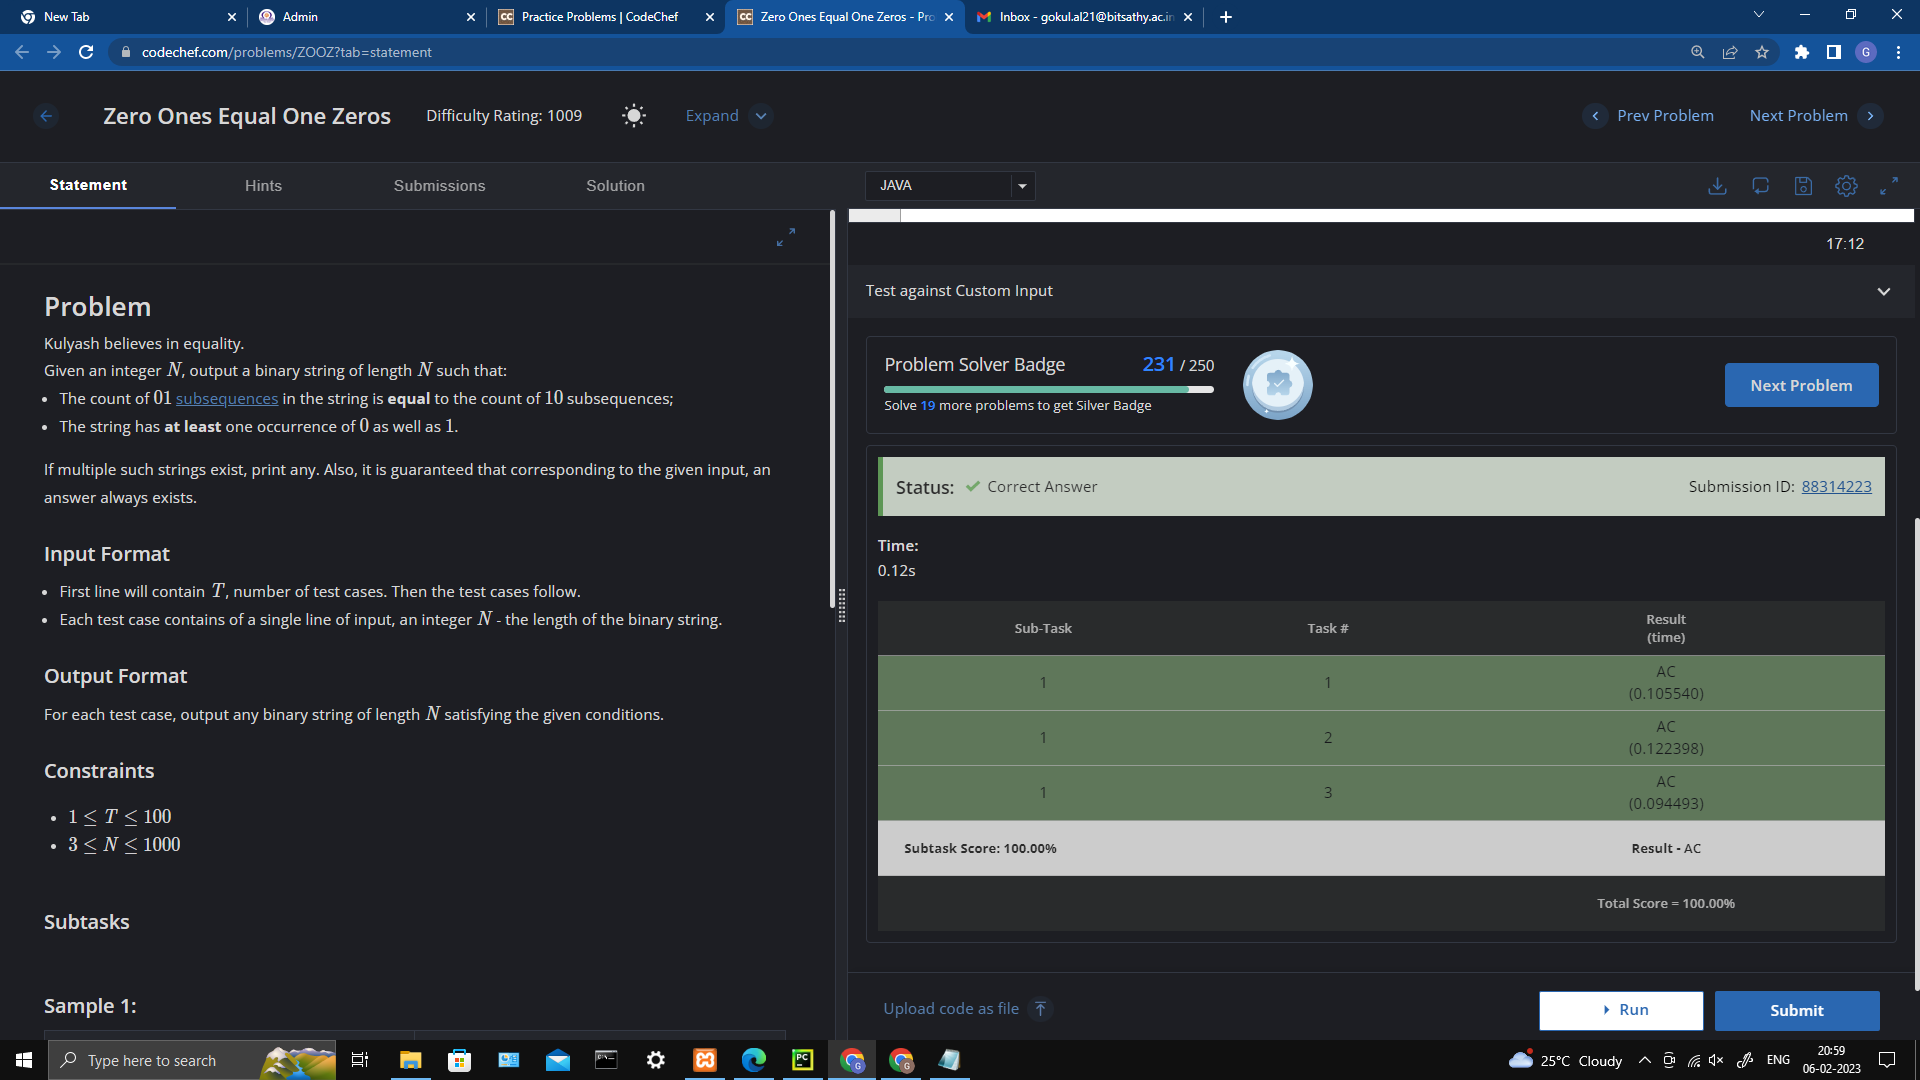 New Tab
Admin
Practice Problems | CodeChef
Zero Ones Equal One Zeros - Pro
Inbox - gokul.al21@bitsathy.ac.in
codechef.com/problems/ZOOZ?tab=statement
G
Zero Ones Equal One Zeros
Difficulty Rating: 1009
Expand
Prev Problem
Next Problem
Statement
Hints
Submissions
Solution
JAVA
17:12
Test against Custom Input
Problem
Kulyash believes in equality.
Given an integer N, output a binary string of length N such that:
• The count of 01 subsequences in the string is equal to the count of 10 subsequences;
• The string has at least one occurrence of 0 as well as 1.
If multiple such strings exist, print any. Also, it is guaranteed that corresponding to the given input, an
answer always exists.
Input Format
• First line will contain T, number of test cases. Then the test cases follow.
• Each test case contains of a single line of input, an integer N - the length of the binary string.
Output Format
For each test case, output any binary string of length N satisfying the given conditions.
Constraints
• 1 ≤ T ≤ 100
• 3 ≤ N ≤ 1000
Subtasks
Sample 1:
Problem Solver Badge
231 / 250
Solve 19 more problems to get Silver Badge
Next Problem
Status: Correct Answer
Submission ID: 88314223
Time:
0.12s
Sub-Task Task # Result
(time)
1 1 AC
(0.105540)
1 2 AC
(0.122398)
1 3 AC
(0.094493)
Subtask Score: 100.00% Result - AC
Total Score = 100.00%
Upload code as file
Run
Submit
Type here to search
25°C Cloudy
ENG
20:59
06-02-2023